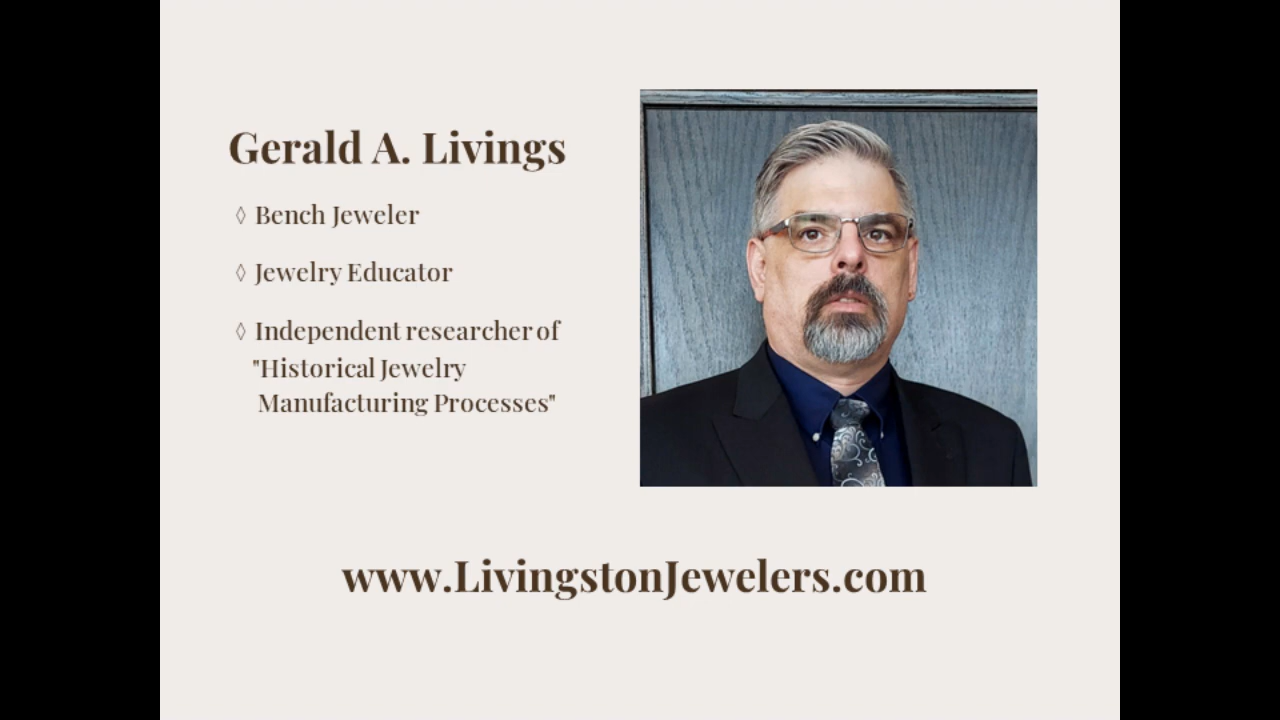 Gerald A. Livings
◊ Bench Jeweler
◊ Jewelry Educator
◊ Independent researcher of
"Historical Jewelry
Manufacturing Processes"
www.LivingstonJewelers.com